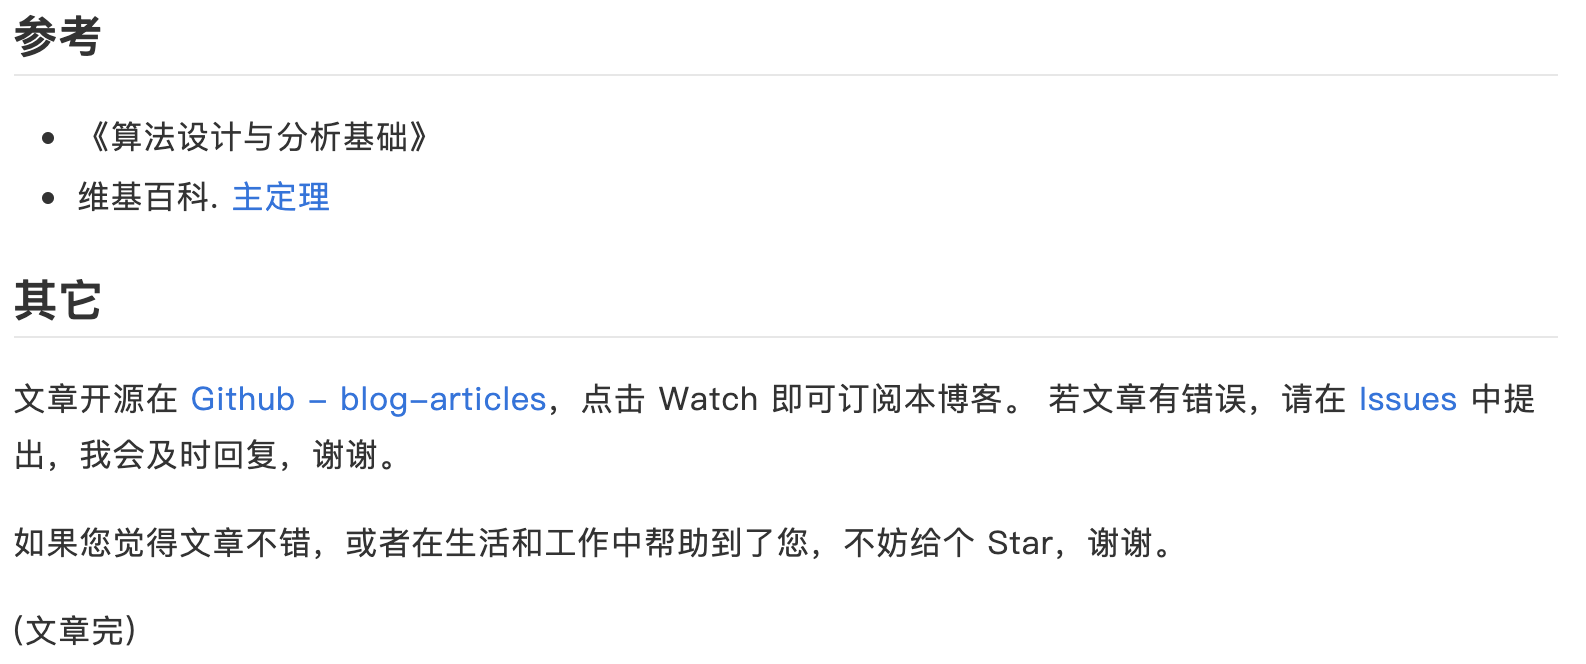 参考
《算法设计与分析基础》
维基百科. 主定理
其它
文章开源在 Github - blog-articles，点击 Watch 即可订阅本博客。 若文章有错误，请在 Issues 中提
出，我会及时回复，谢谢。
如果您觉得文章不错，或者在生活和工作中帮助到了您，不妨给个 Star，谢谢。
(文章完)